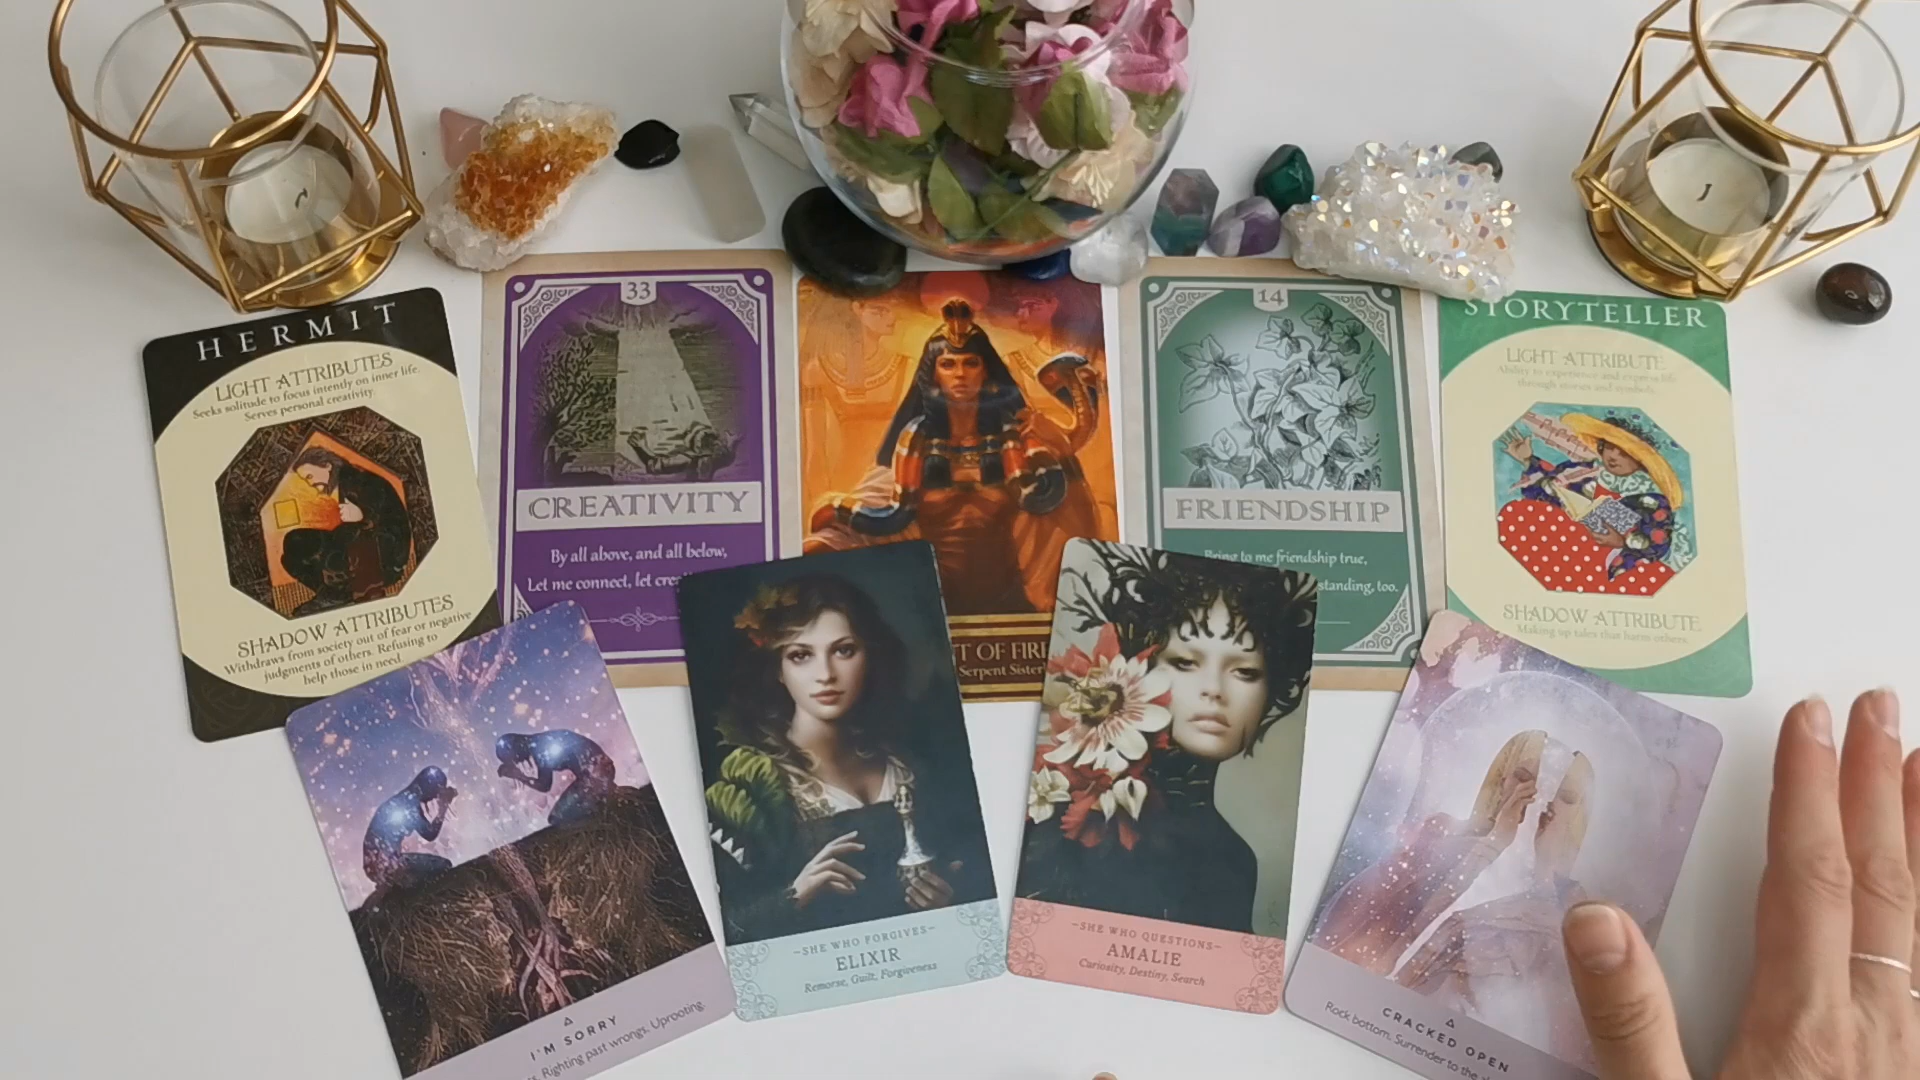 HERMIT
LIGHT ATTRIBUTES
Seeks solitude to focus intently on inner life.
Serves personal creativity.
SHADOW ATTRIBUTES
Withdraws from society out of fear or negative
judgments of others. Refusing to
help those in need.
33
CREATIVITY
By all above, and all below,
Let me connect, let
T OF FIRE
Serpent Sister
14
FRIENDSHIP
Bring to me friendship true,
standing, too.
STORYTELLER
LIGHT ATTRIBUTE
Ability to experience and express life
through stories and symbols.
SHADOW ATTRIBUTE
Making up tales that harm others.
I'M SORRY
Righting past wrongs. Uprooting.
~SHE WHO FORGIVES~
ELIXIR
Remorse, Guilt, Forgiveness
~SHE WHO QUESTIONS~
AMALIE
Curiosity, Destiny, Search
CRACKED OPEN
Rock bottom. Surrender to the